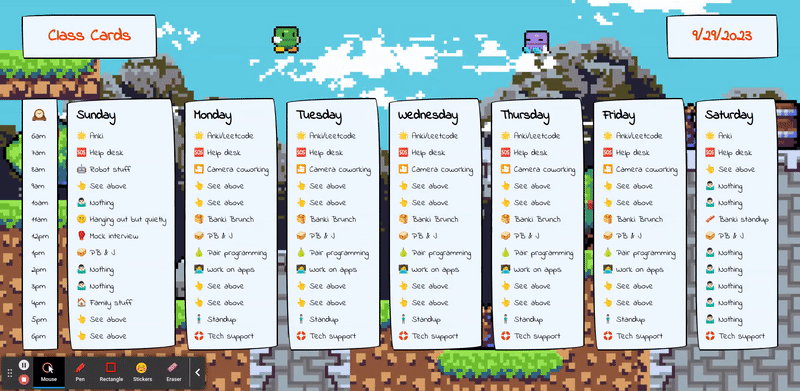 Class Cards
9/29/2023
6am
7am
8am
9am
10am
11am
12pm
1pm
2pm
3pm
4pm
5pm
6pm
Sunday
Anki
Help desk
Robot stuff
See above
Nothing
Hanging out but quietly
Mock interview
PB & J
Nothing
Nothing
Family stuff
See above
See above
Monday
Anki/Leetcode
Help desk
Camera coworking
See above
See above
Banki Brunch
PB & J
Pair programming
Work on apps
See above
See above
Standup
Tech support
Tuesday
Anki/Leetcode
Help desk
Camera coworking
See above
See above
Banki Brunch
PB & J
Pair programming
Work on apps
See above
See above
Standup
Tech support
Wednesday
Anki/Leetcode
Help desk
Camera coworking
See above
See above
Banki Brunch
PB & J
Pair programming
Work on apps
See above
See above
Standup
Tech support
Thursday
Anki/Leetcode
Help desk
Camera coworking
See above
See above
Banki Brunch
PB & J
Pair programming
Work on apps
See above
See above
Standup
Tech support
Friday
Anki/Leetcode
Help desk
Camera coworking
See above
See above
Banki Brunch
PB & J
Pair programming
Work on apps
See above
See above
Standup
Tech support
Saturday
Anki
Help desk
See above
Nothing
Nothing
Banki standup
PB & J
Nothing
Nothing
Nothing
Nothing
Nothing
Tech support
Mouse
Pen
Rectangle
Stickers
Eraser